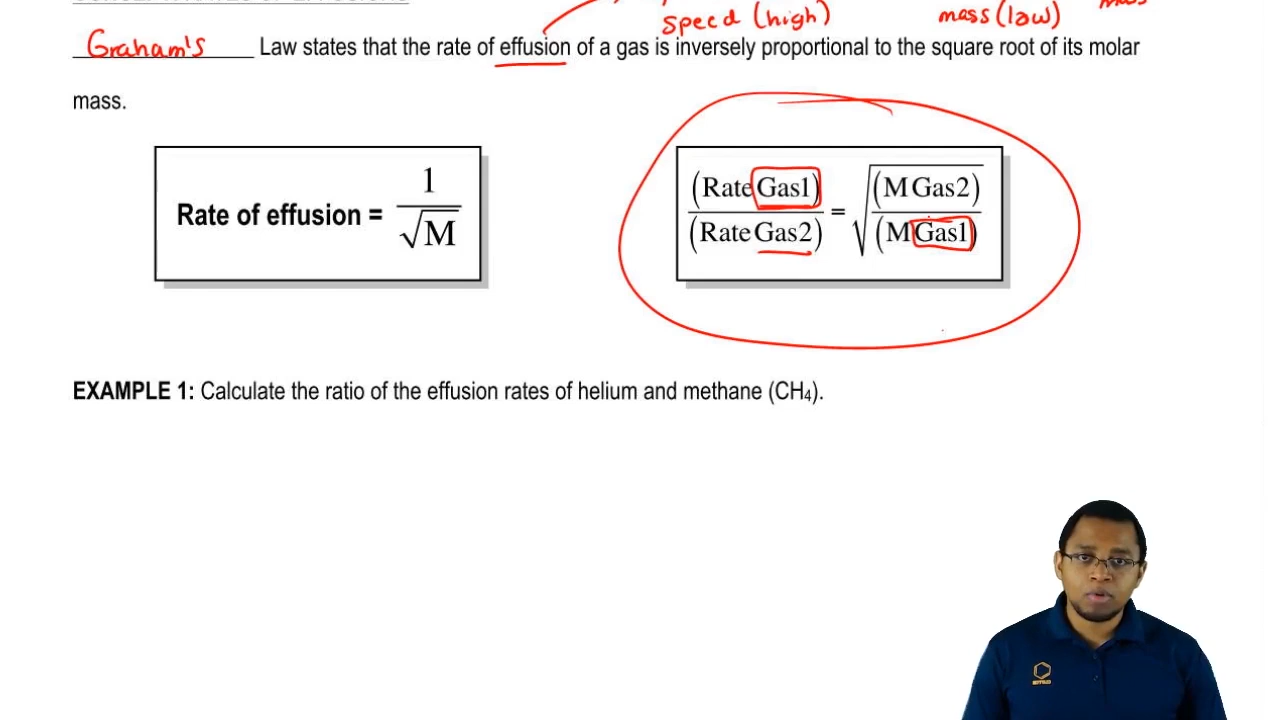 speed (high)
mass (low)
Graham's Law states that the rate of effusion of a gas is inversely proportional to the square root of its molar
mass.
Rate of effusion = 1 / √M
(Rate Gas1) / (Rate Gas2) = √(M Gas2) / (M Gas1)
EXAMPLE 1: Calculate the ratio of the effusion rates of helium and methane (CH₄).